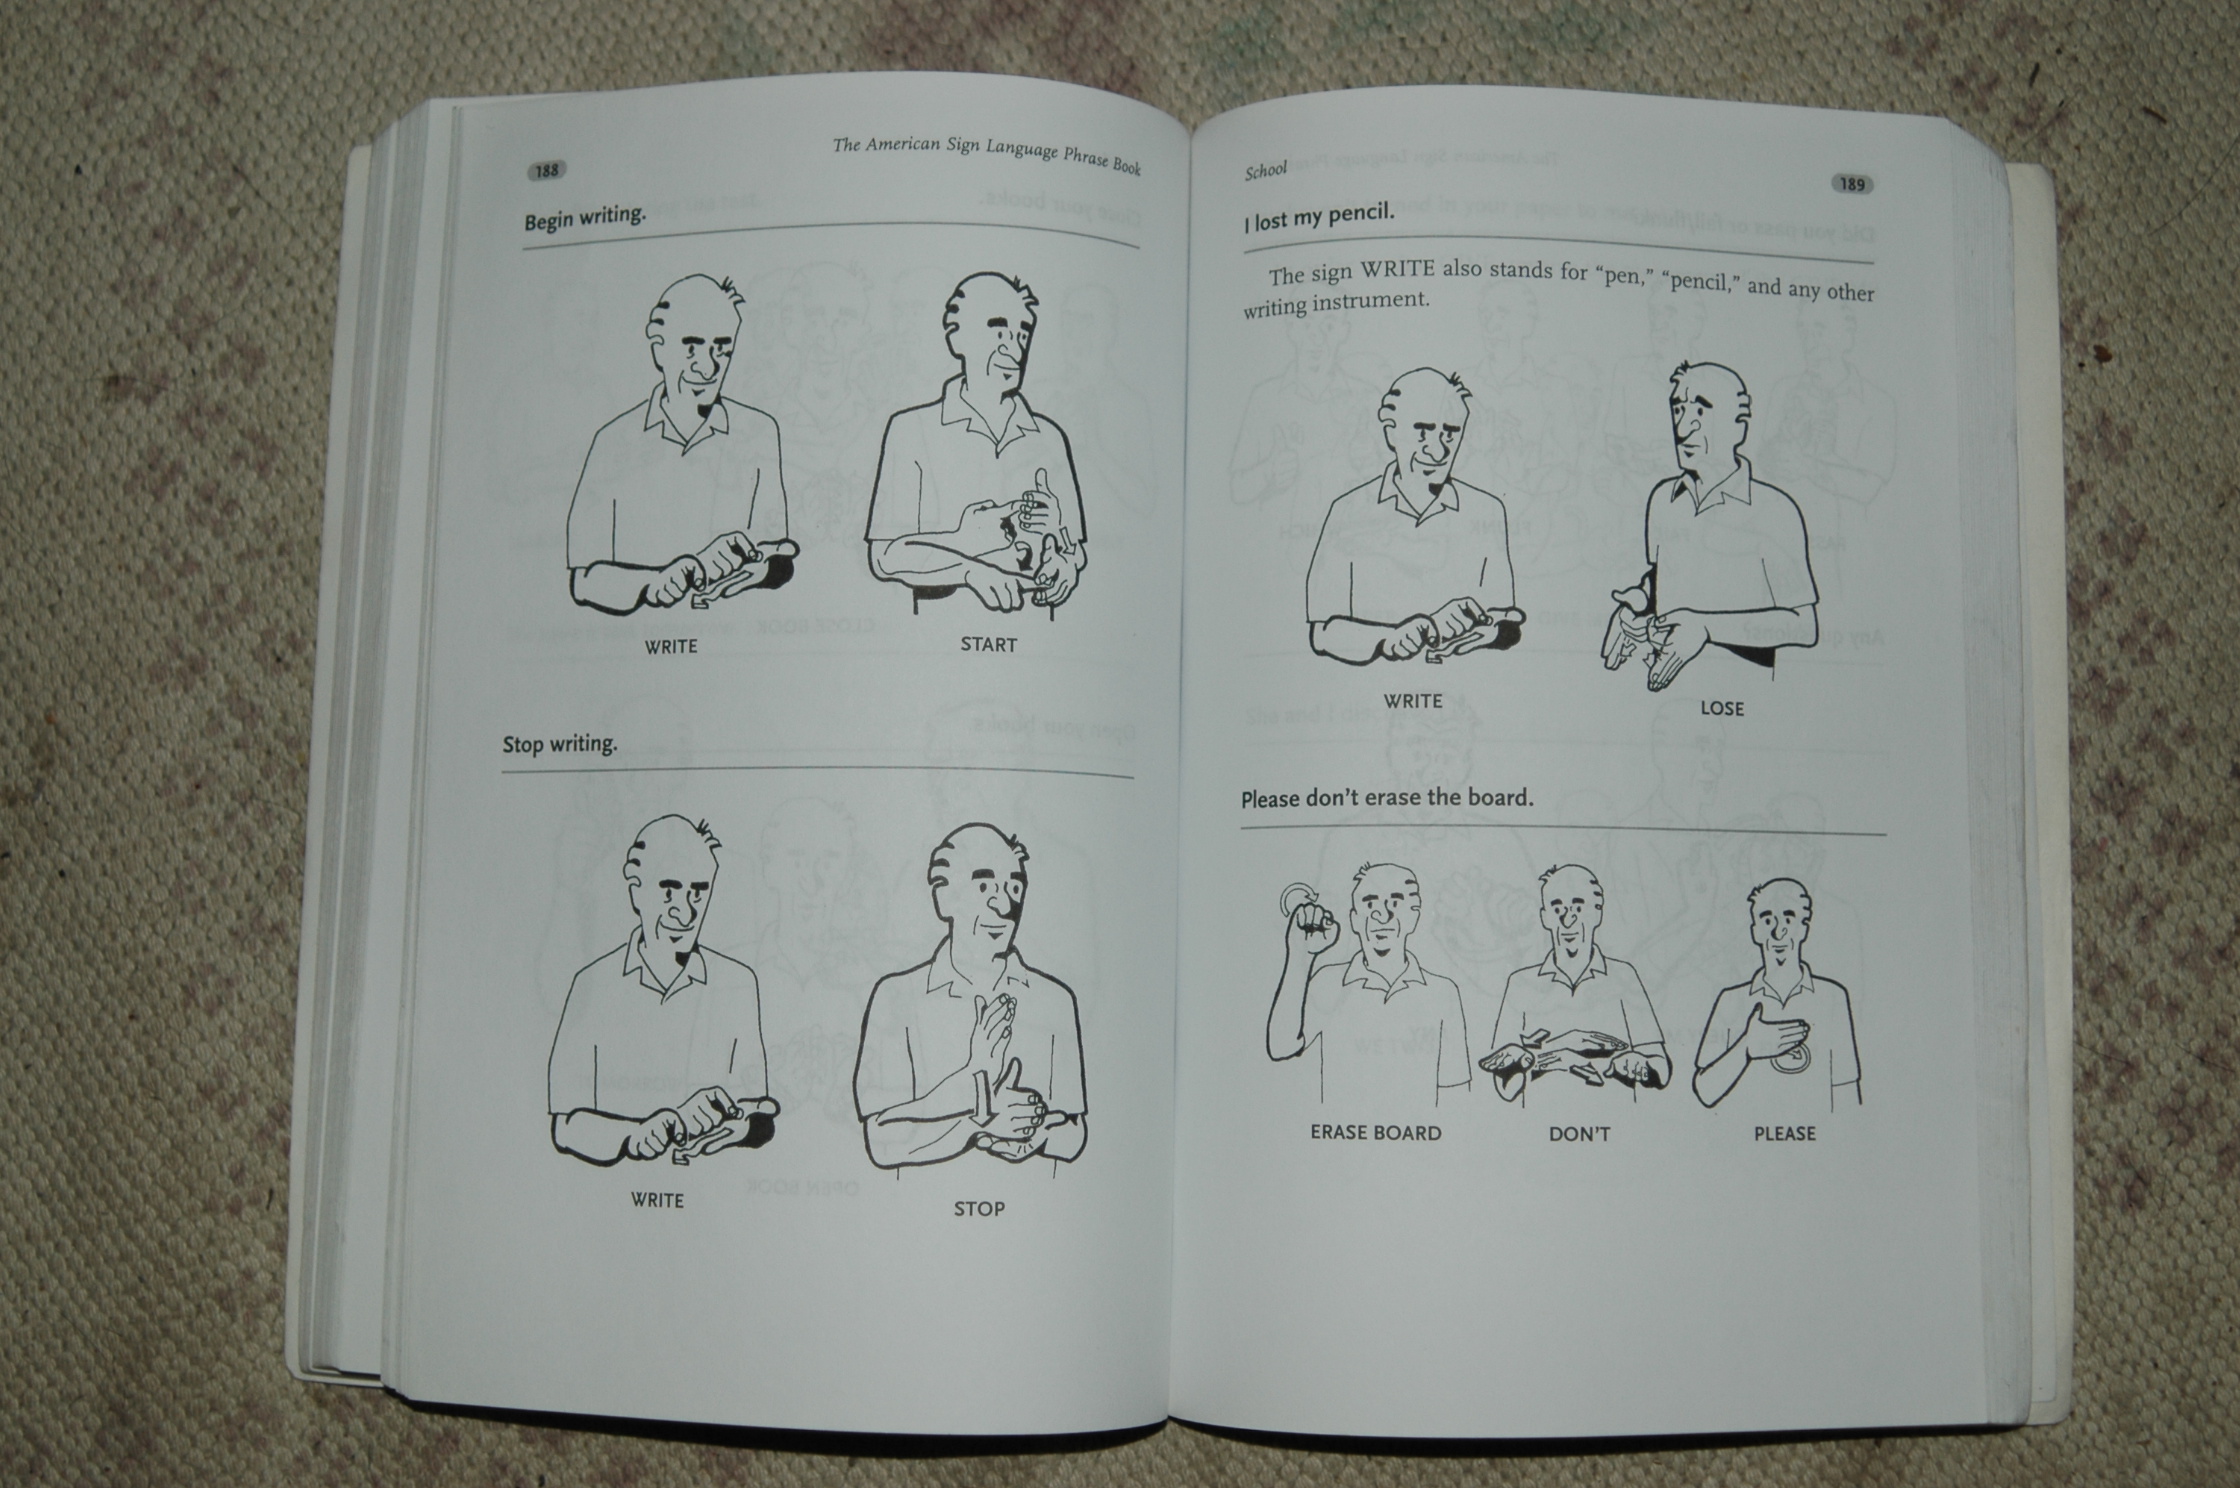 188
The American Sign Language Phrase Book
Begin writing.
WRITE
START
Stop writing.
WRITE
STOP
School
189
I lost my pencil.
The sign WRITE also stands for “pen,” “pencil,” and any other
writing instrument.
WRITE
LOSE
Please don’t erase the board.
ERASE BOARD
DON’T
PLEASE